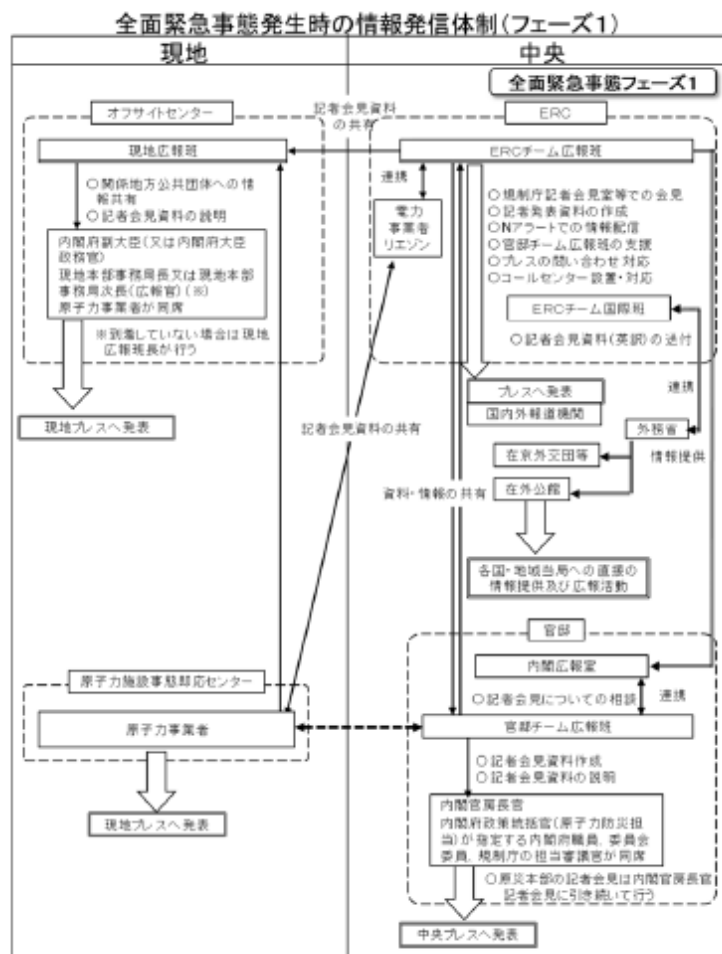 全面緊急事態発生時の情報発信体制(フェーズ1)
現地
中央
全面緊急事態フェーズ1
オフサイトセンター
記者会見資料
の共有
ERC
現地広報班
ERCチーム広報班
○関係地方公共団体への情
報共有
○記者会見資料の説明
連携
電力
事業者
リエゾン
○規制庁記者会見室等での会見
○記者発表資料の作成
○Nアラートでの情報配信
○官邸チーム広報班の支援
○プレスの問い合わせ対応
○コールセンター設置・対応
内閣府副大臣(又は内閣府大臣
政務官)
現地本部事務局長又は現地本部
事務局次長(広報官)(※)
原子力事業者が同席
※到着していない場合は現地
広報班長が行う
ERCチーム国際班
○記者会見資料(英訳)の送付
現地プレスへ発表
記者会見資料の共有
プレスへ発表
国内外報道機関
連携
外務省
情報提供
在京外交団等
在外公館
資料・情報の共有
各国・地域当局への直接の
情報提供及び広報活動
官邸
内閣広報室
○記者会見についての相談
連携
原子力施設事態即応センター
原子力事業者
官邸チーム広報班
○記者会見資料作成
○記者会見資料の説明
現地プレスへ発表
内閣官房長官
内閣府政策統括官(原子力防災担
当)が指定する内閣府職員、委員会
委員、規制庁の担当審議官が同席
○原災本部の記者会見は内閣官房長官
記者会見に引き続いて行う
中央プレスへ発表